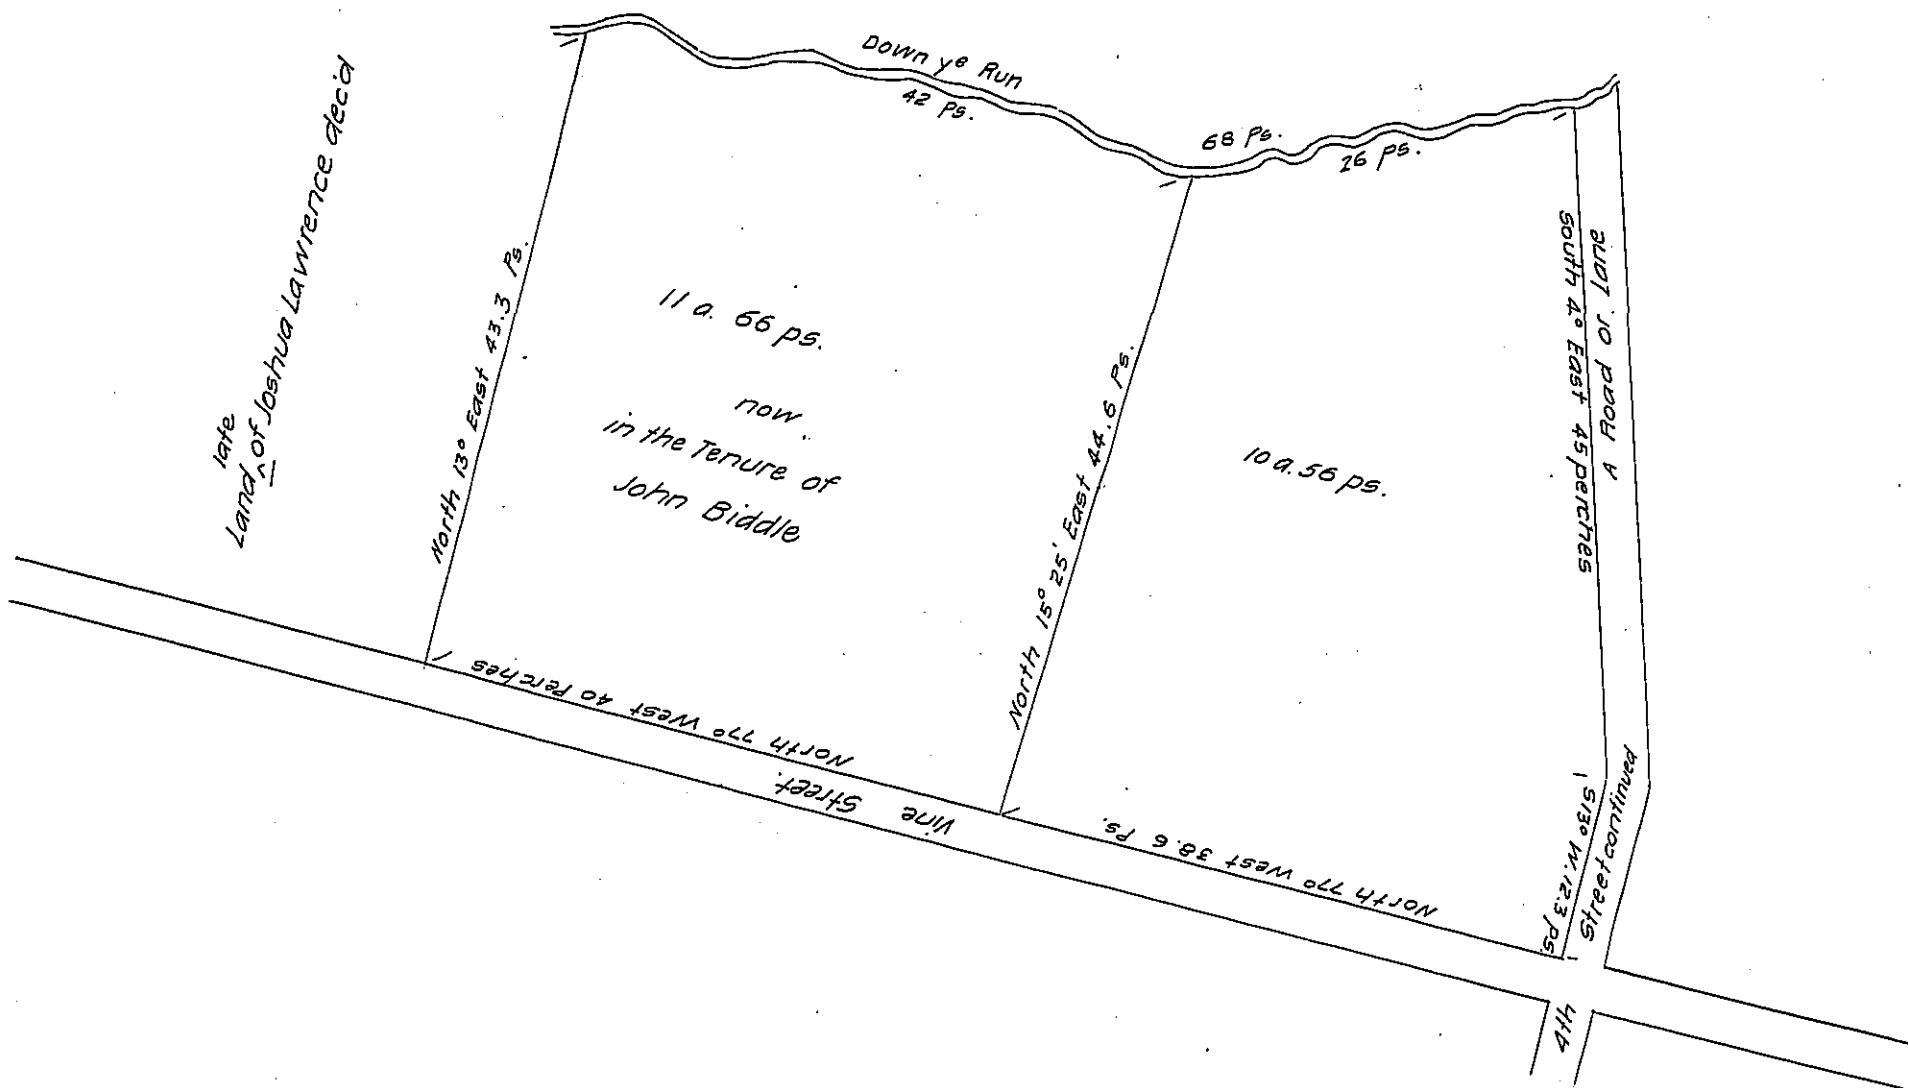 Down ye Run
42 Ps.
68 Ps.
26 ps.
late
Land ^ of Joshua Lawrence decid
North 13° East 43.3 Ps.
11 a. 66 ps.
now.
in the Tenure of
John Biddle
North 15° 25' East 44.6 Ps.
10 a. 56 ps.
South 4° East 45 perches
A Road or lane
North 77° West 40 Perches
Vine Street.
North 77° West 38.6 Ps.
S13° W. 12.3 ps.
Street continued
4th